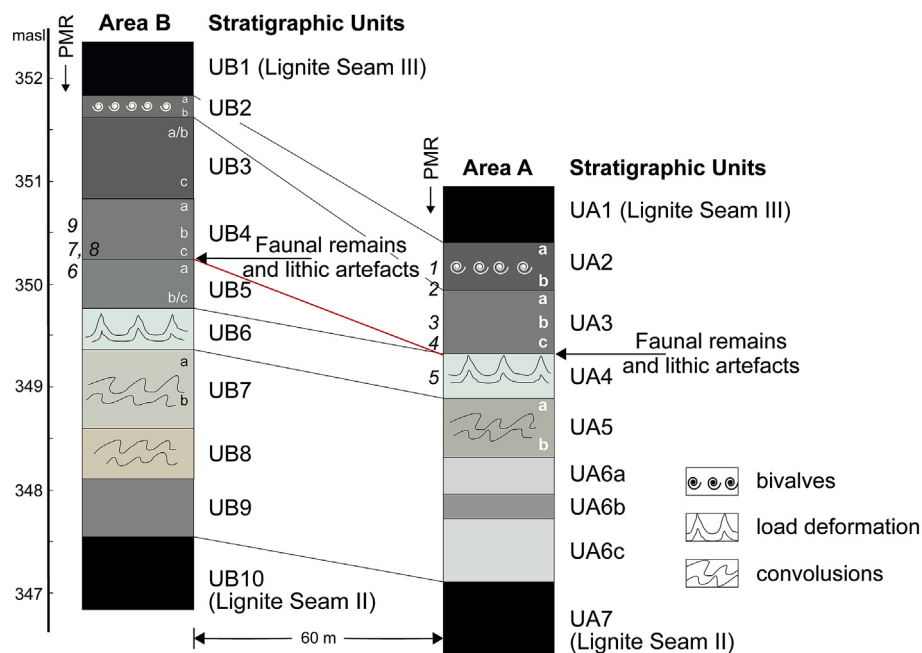 masl
PMR
Area B
Stratigraphic Units
352
351
350
349
348
347
UB1 (Lignite Seam III)
a
b
UB2
a/b
c
UB3
a
b
c
UB4
9
7, 8
6
Faunal remains
and lithic artefacts
a
b/c
UB5
UB6
a
b
UB7
UB8
UB9
UB10
(Lignite Seam II)
60 m
PMR
Area A
Stratigraphic Units
UA1 (Lignite Seam III)
a
b
UA2
1
2
3
4
5
a
b
c
UA3
Faunal remains
and lithic artefacts
UA4
a
b
UA5
UA6a
UA6b
UA6c
UA7
(Lignite Seam II)
bivalves
load deformation
convolusions